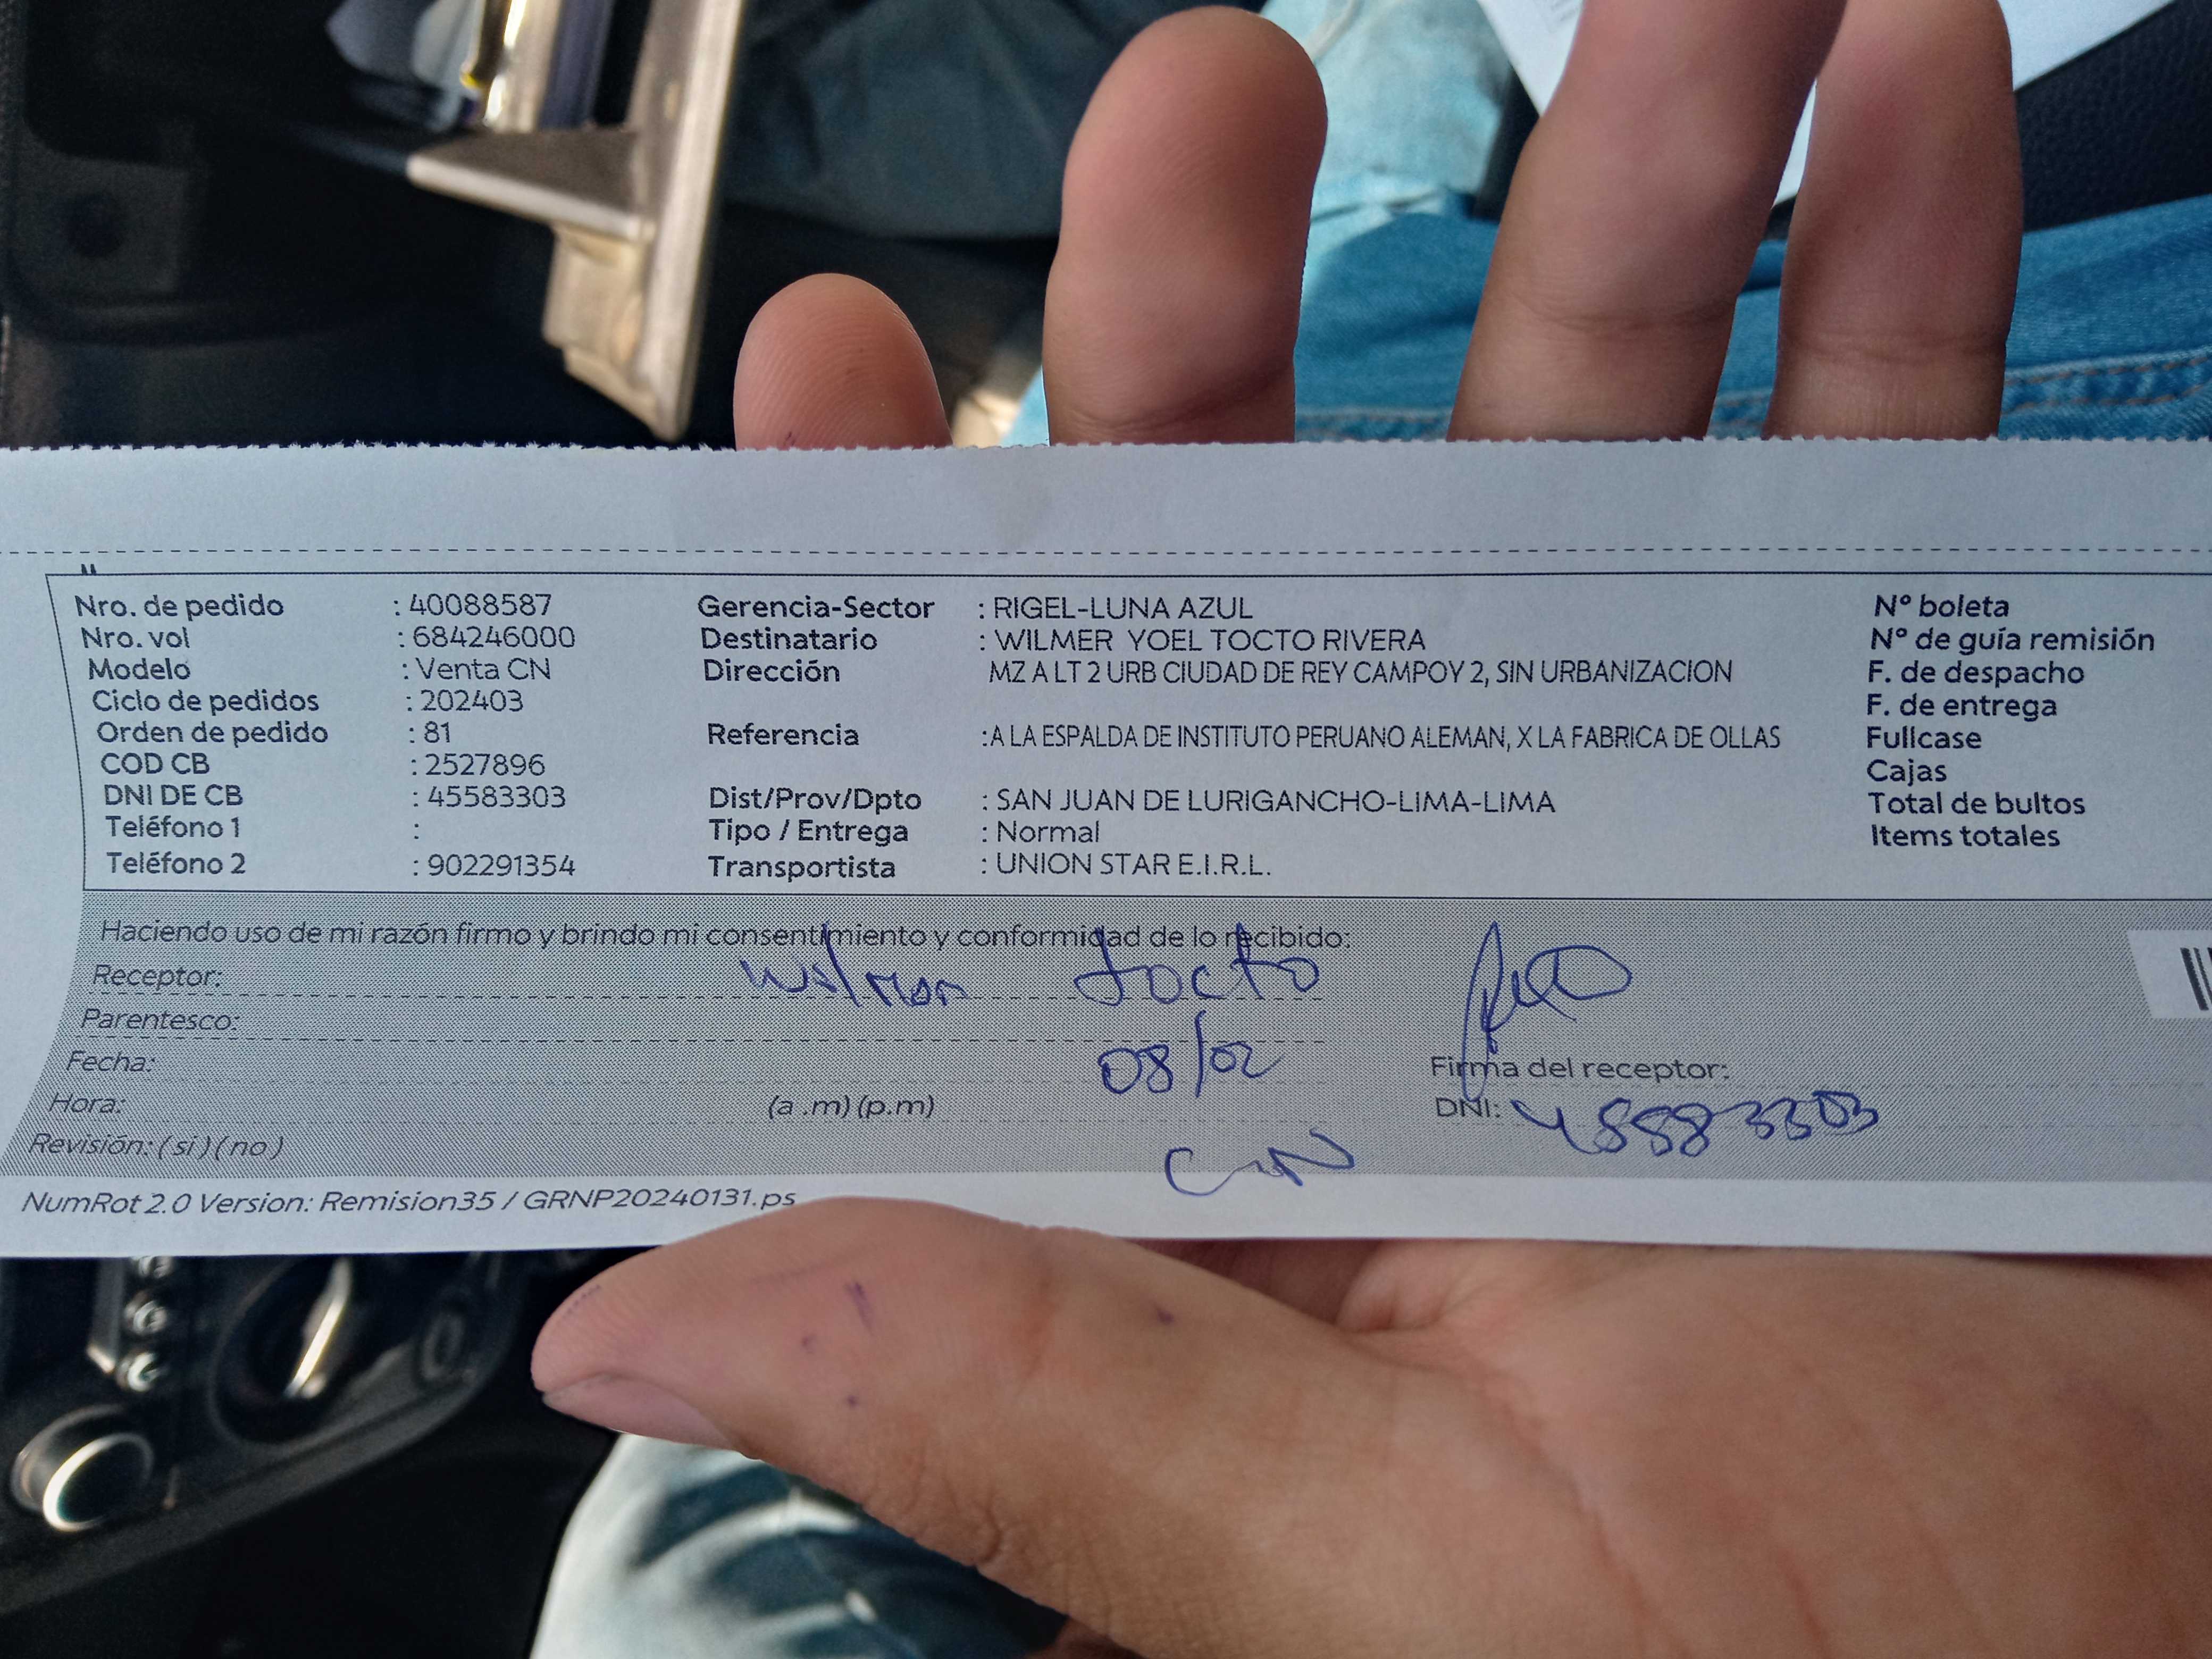 Nro. de pedido : 40088587 Gerencia-Sector : RIGEL-LUNA AZUL Nº boleta
Nro. vol : 684246000 Destinatario : WILMER YOEL TOCTO RIVERA Nº de guía remisión
Modelo : Venta CN Dirección MZ A LT 2 URB CIUDAD DE REY CAMPOY 2, SIN URBANIZACION F. de despacho
Ciclo de pedidos : 202403 F. de entrega
Orden de pedido : 81 Referencia :A LA ESPALDA DE INSTITUTO PERUANO ALEMAN, X LA FABRICA DE OLLAS Fullcase
COD CB : 2527896 Cajas
DNI DE CB : 45583303 Dist/Prov/Dpto : SAN JUAN DE LURIGANCHO-LIMA-LIMA Total de bultos
Teléfono 1 : Tipo / Entrega : Normal Items totales
Teléfono 2 : 902291354 Transportista : UNION STAR E.I.R.L.
Haciendo uso de mi razón firmo y brindo mi consentimiento y conformidad de lo recibido:
Receptor: Wilmer Tocto
Parentesco:
Fecha: 08/02 Firma del receptor:
Hora: (a .m) (p.m) DNI: 45583303
Revisión: ( si ) ( no )
NumRot 2.0 Version: Remision35 / GRNP20240131.ps